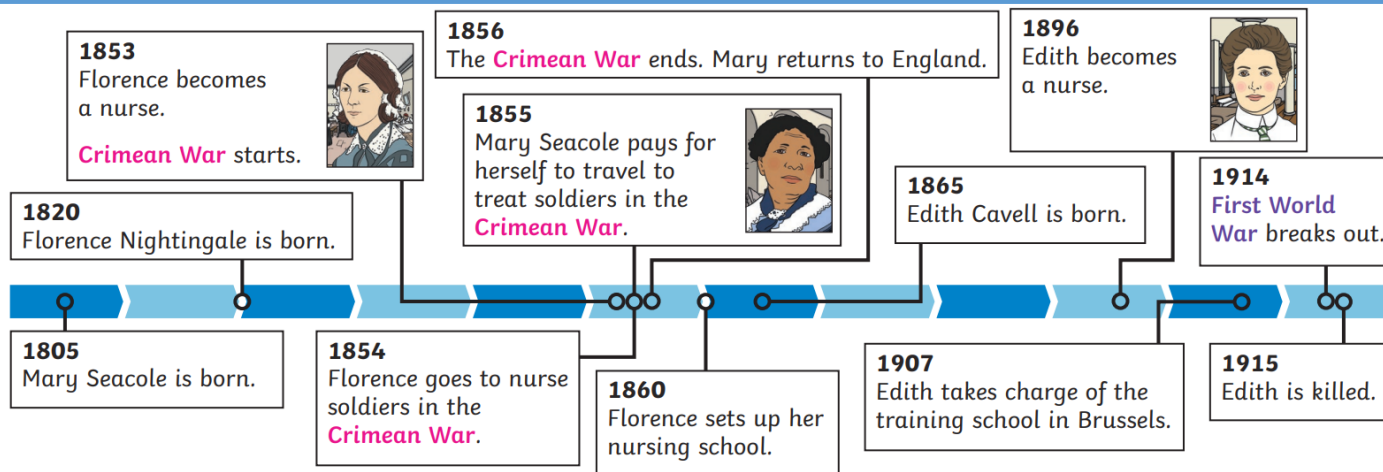 1853
Florence becomes
a nurse.
Crimean War starts.
1856
The Crimean War ends. Mary returns to England.
1896
Edith becomes
a nurse.
1855
Mary Seacole pays for
herself to travel to
treat soldiers in the
Crimean War.
1820
Florence Nightingale is born.
1865
Edith Cavell is born.
1914
First World
War breaks out.
1805
Mary Seacole is born.
1854
Florence goes to nurse
soldiers in the
Crimean War.
1860
Florence sets up her
nursing school.
1907
Edith takes charge of the
training school in Brussels.
1915
Edith is killed.